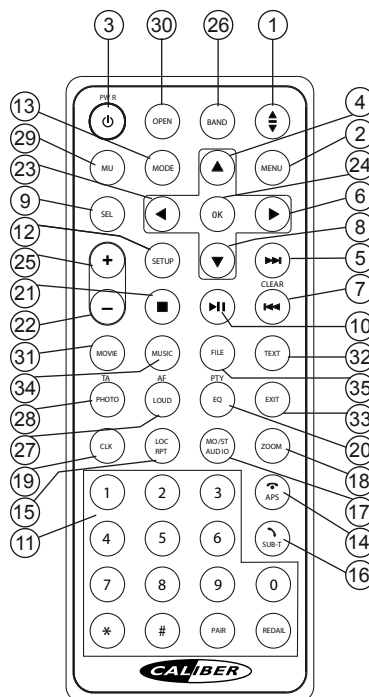 3 30 26 1
PWR
OPEN BAND
13 4
29 MU MODE MENU 2
23 24
9 SEL OK 6
12 SETUP 8
25 + 5
21 CLEAR 7
22 − 10
31 MOVIE MUSIC FILE TEXT 32
34 TA AF PTY 35
28 PHOTO LOUD EQ EXIT 33
27 20
19 CLK LOC RPT MO/ST AUDIO ZOOM 18
15 17
11 1 2 3 APS 14
4 5 6 SUB-T 16
7 8 9 0
* # PAIR REDAIL
CALIBER